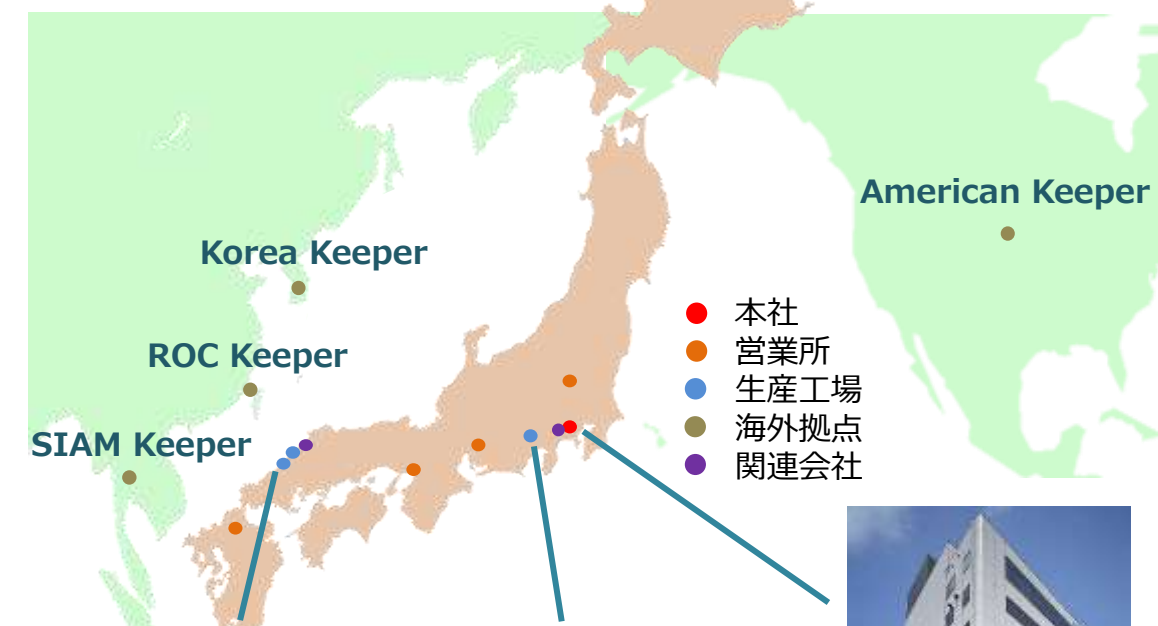 American Keeper
Korea Keeper
ROC Keeper
SIAM Keeper
本社
営業所
生産工場
海外拠点
関連会社